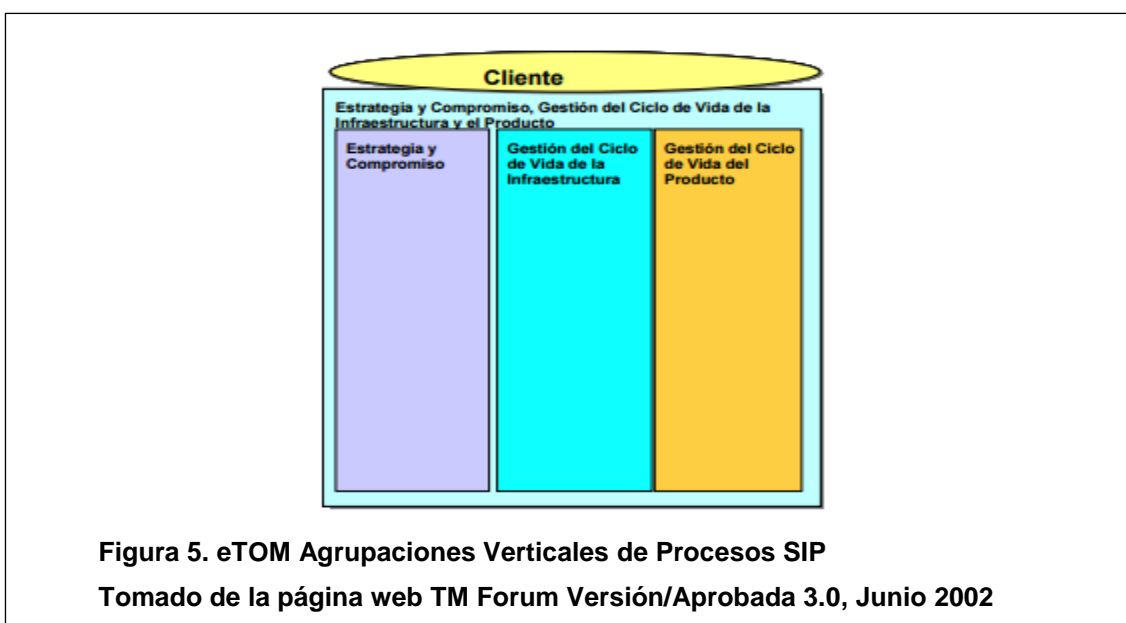 Cliente
Estrategia y Compromiso, Gestión del Ciclo de Vida de la
Infraestructura y el Producto
Estrategia y
Compromiso
Gestión del Ciclo
de Vida de la
Infraestructura
Gestión del Ciclo
de Vida del
Producto
Figura 5. eTOM Agrupaciones Verticales de Procesos SIP
Tomado de la página web TM Forum Versión/Aprobada 3.0, Junio 2002